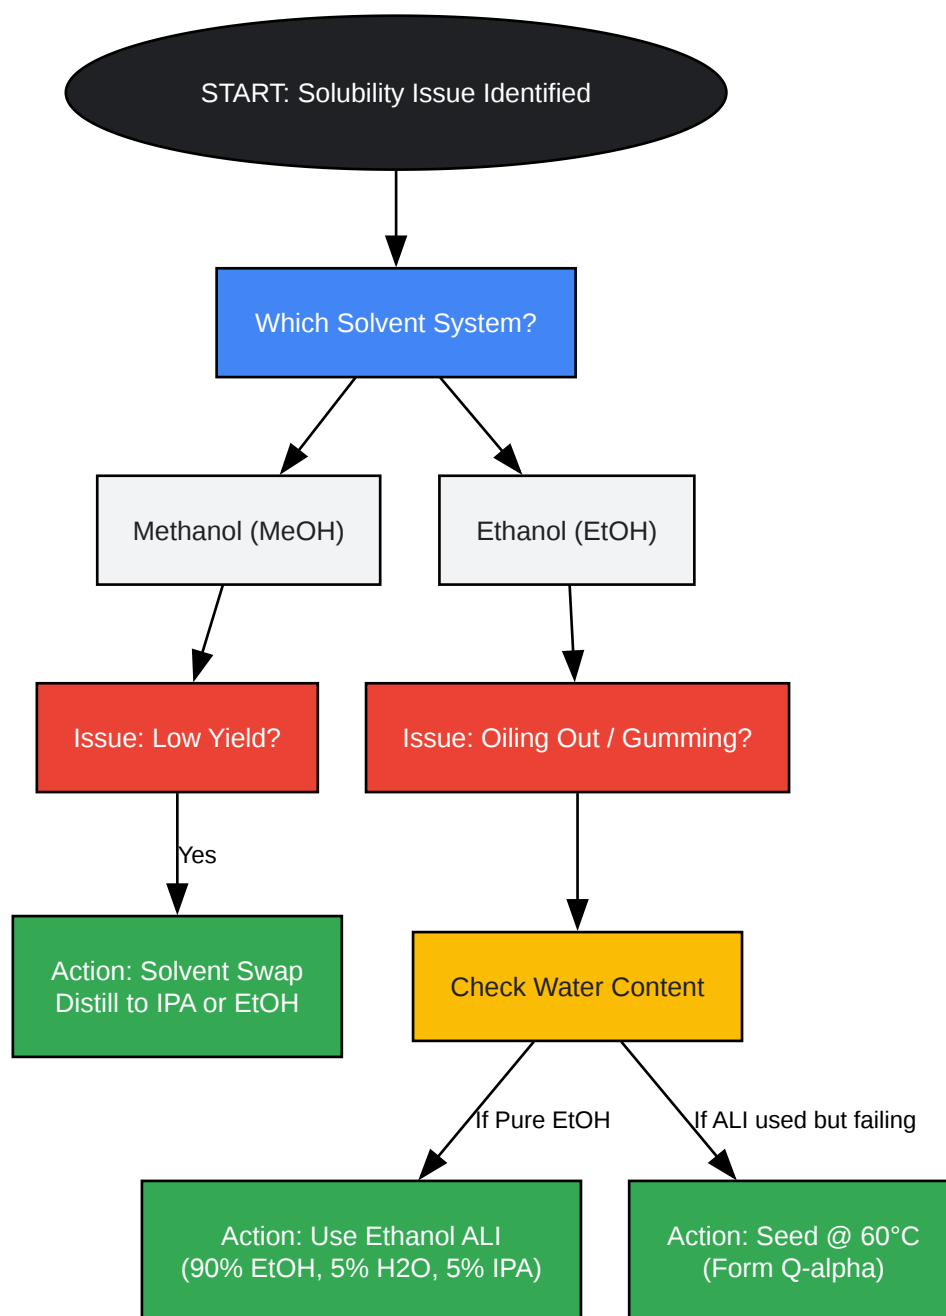 START: Solubility Issue Identified
Which Solvent System?
Methanol (MeOH)
Ethanol (EtOH)
Issue: Low Yield?
Issue: Oiling Out / Gumming?
Yes
Action: Solvent Swap
Distill to IPA or EtOH
Check Water Content
If Pure EtOH
If ALI used but failing
Action: Use Ethanol ALI
(90% EtOH, 5% H2O, 5% IPA)
Action: Seed @ 60°C
(Form Q-alpha)